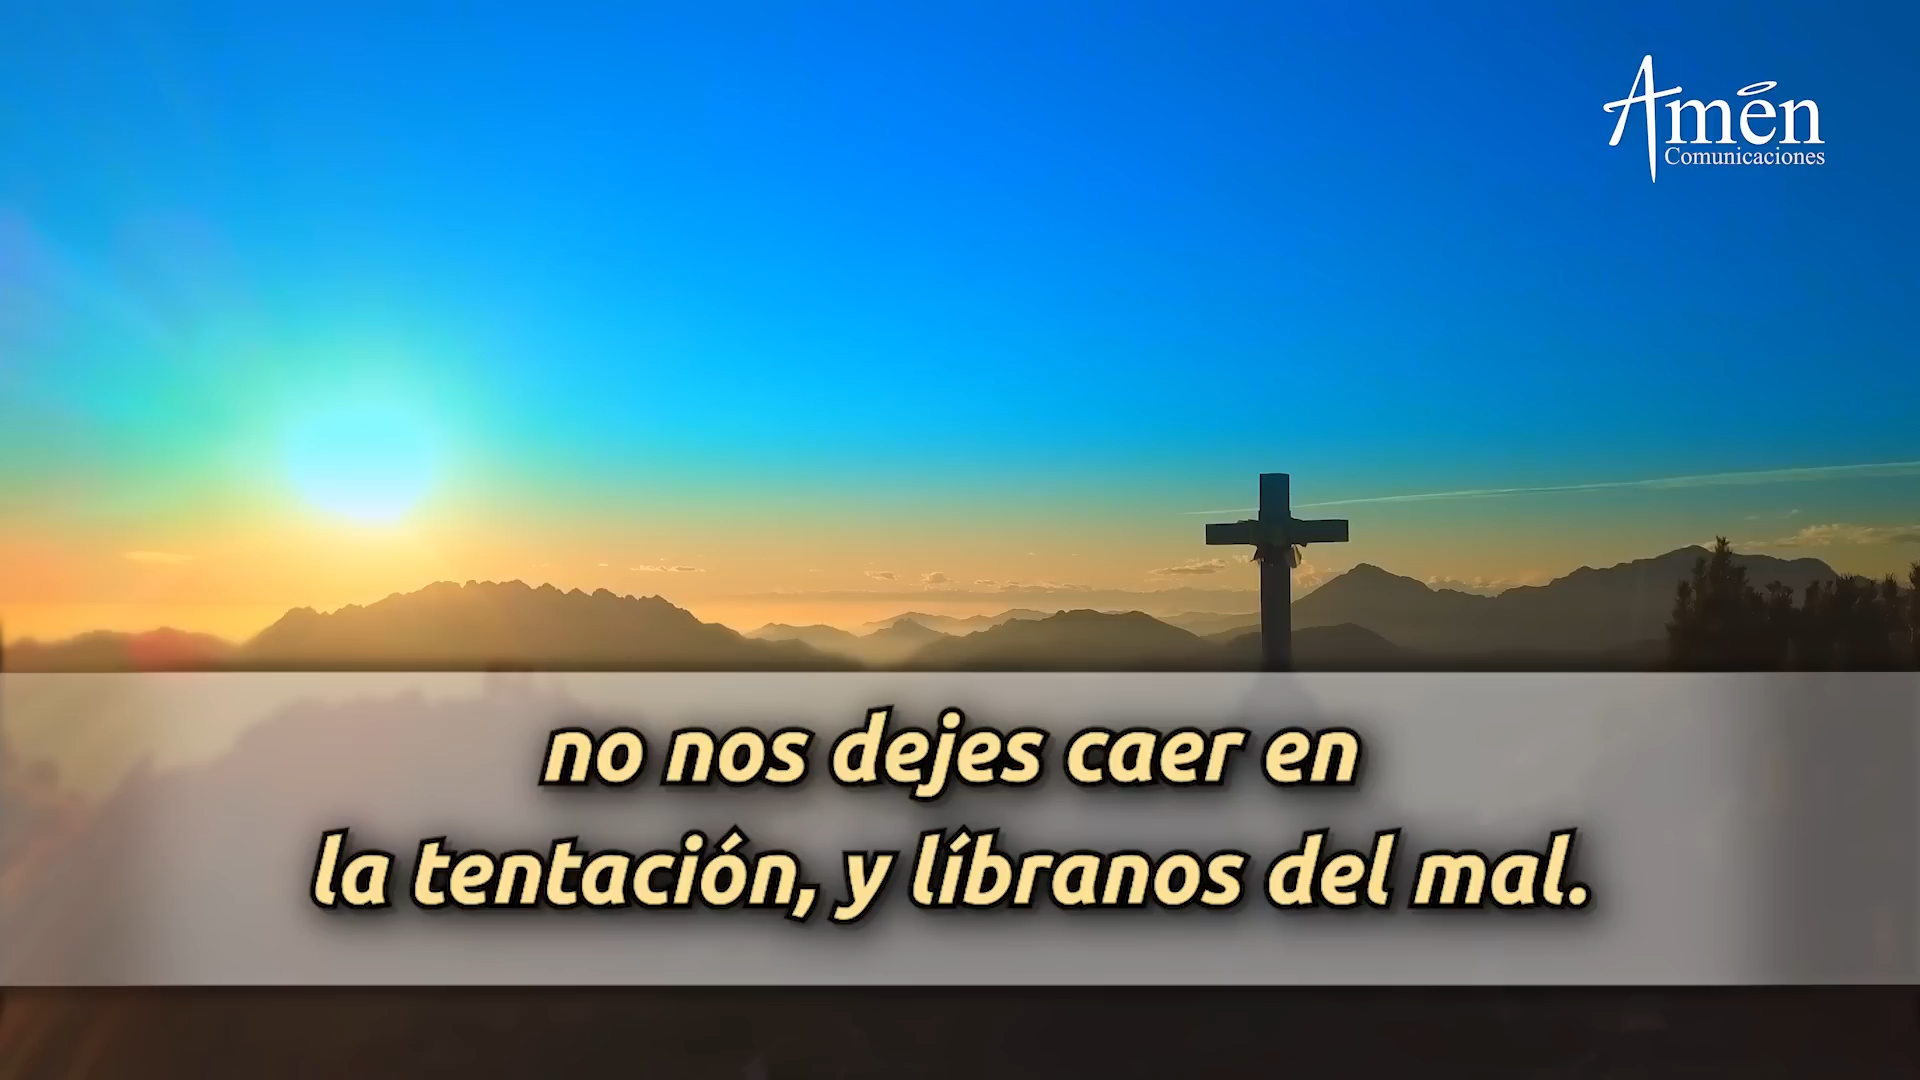 Amén
Comunicaciones
no nos dejes caer en
la tentación, y líbranos del mal.